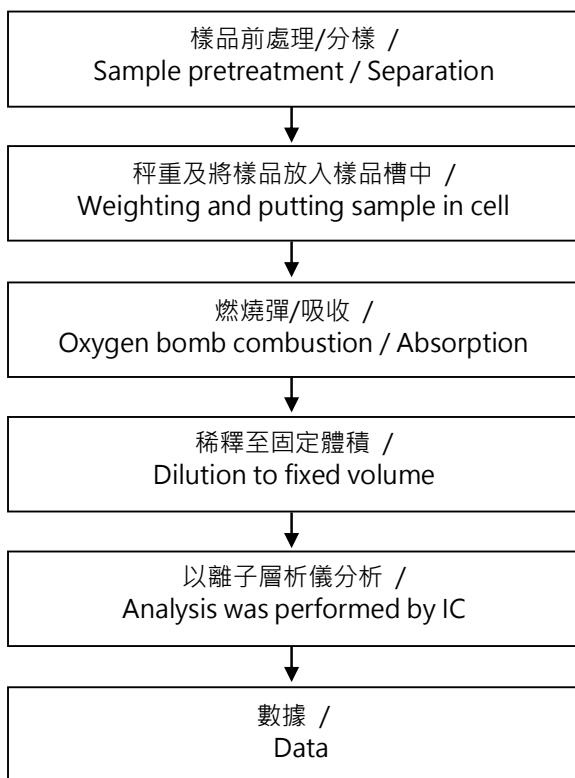 樣品前處理/分樣 /
Sample pretreatment / Separation
秤重及將樣品放入樣品槽中 /
Weighting and putting sample in cell
燃燒彈/吸收 /
Oxygen bomb combustion / Absorption
稀釋至固定體積 /
Dilution to fixed volume
以離子層析儀分析 /
Analysis was performed by IC
數據 /
Data